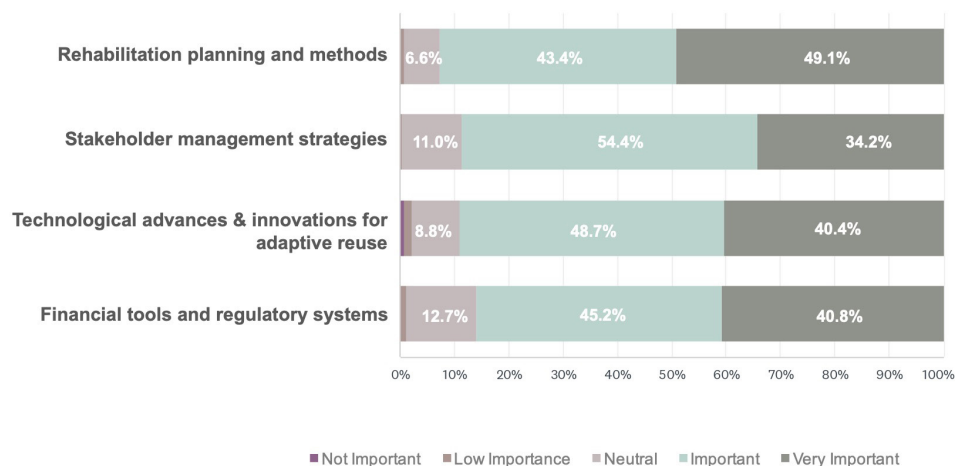 Rehabilitation planning and methods
6.6%
43.4%
49.1%
Stakeholder management strategies
11.0%
54.4%
34.2%
Technological advances & innovations for
adaptive reuse
8.8%
48.7%
40.4%
Financial tools and regulatory systems
12.7%
45.2%
40.8%
0% 10% 20% 30% 40% 50% 60% 70% 80% 90% 100%
Not Important Low Importance Neutral Important Very Important